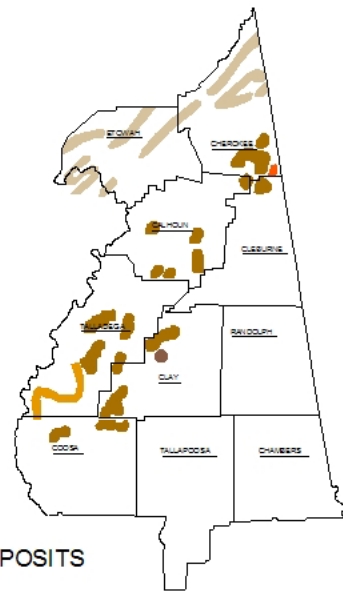 ETOWAH
CHEROKEE
CALHOUN
CLEBURNE
TALLADEGA
RANDOLPH
CLAY
COOSA
TALLAPOOSA
CHAMBERS
POSITS